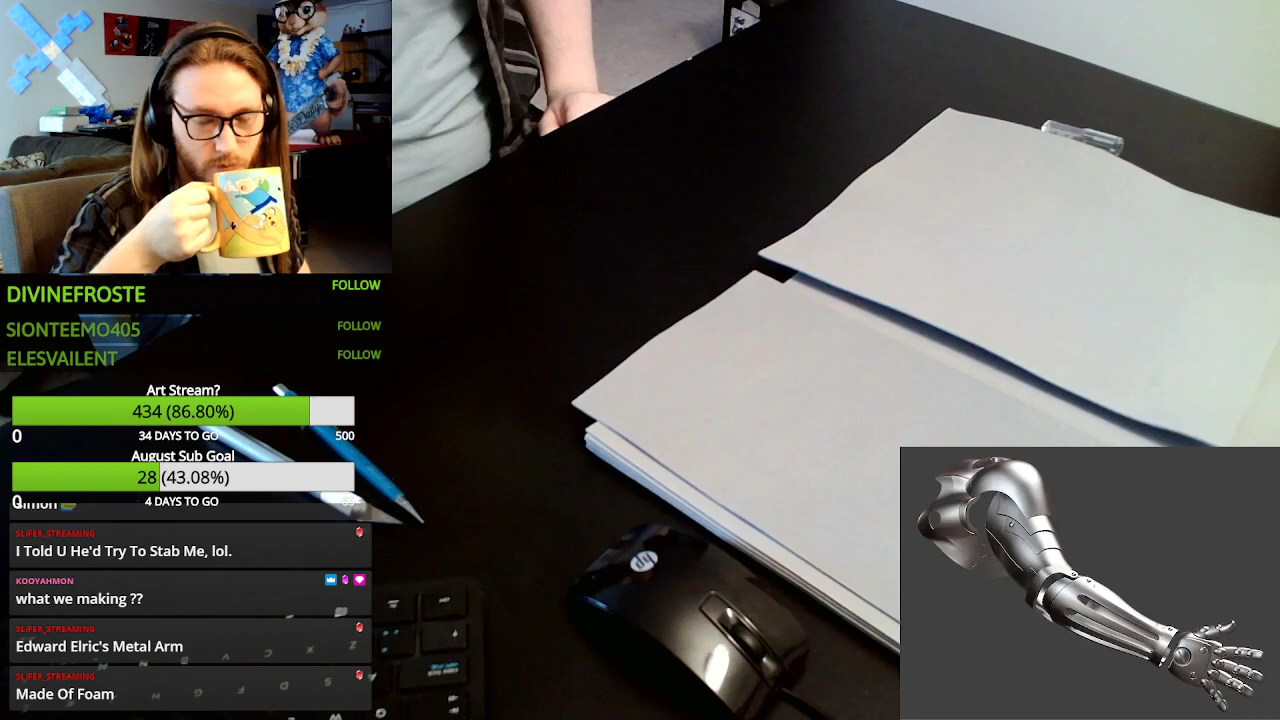 DIVINEFROSTE
FOLLOW
SIONTEEMO405
FOLLOW
ELESVAILENT
FOLLOW
Art Stream?
434 (86.80%)
0
34 DAYS TO GO
500
August Sub Goal
28 (43.08%)
0
4 DAYS TO GO
SLIFER_STREAMING
I Told U He'd Try To Stab Me, lol.
KOOYAHMON
what we making ??
SLIFER_STREAMING
Edward Elric's Metal Arm
SLIFER_STREAMING
Made Of Foam
hp